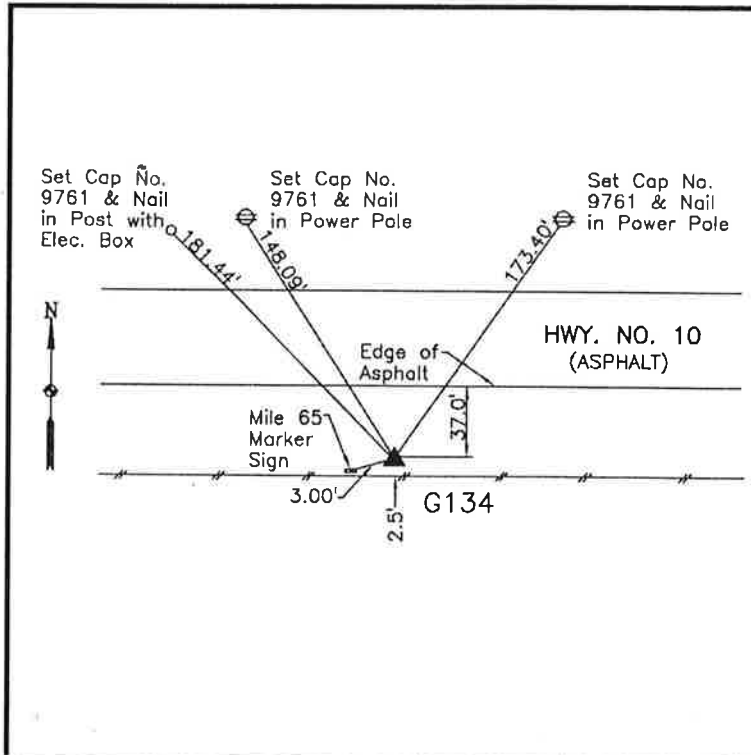 Set Cap No.
9761 & Nail
in Post with
Elec. Box
Set Cap No.
9761 & Nail
in Power Pole
Set Cap No.
9761 & Nail
in Power Pole
181.44'
148.09'
173.40'
N
HWY. NO. 10
(ASPHALT)
Edge of
Asphalt
37.0'
Mile 65
Marker
Sign
3.00'
G134
2.5'